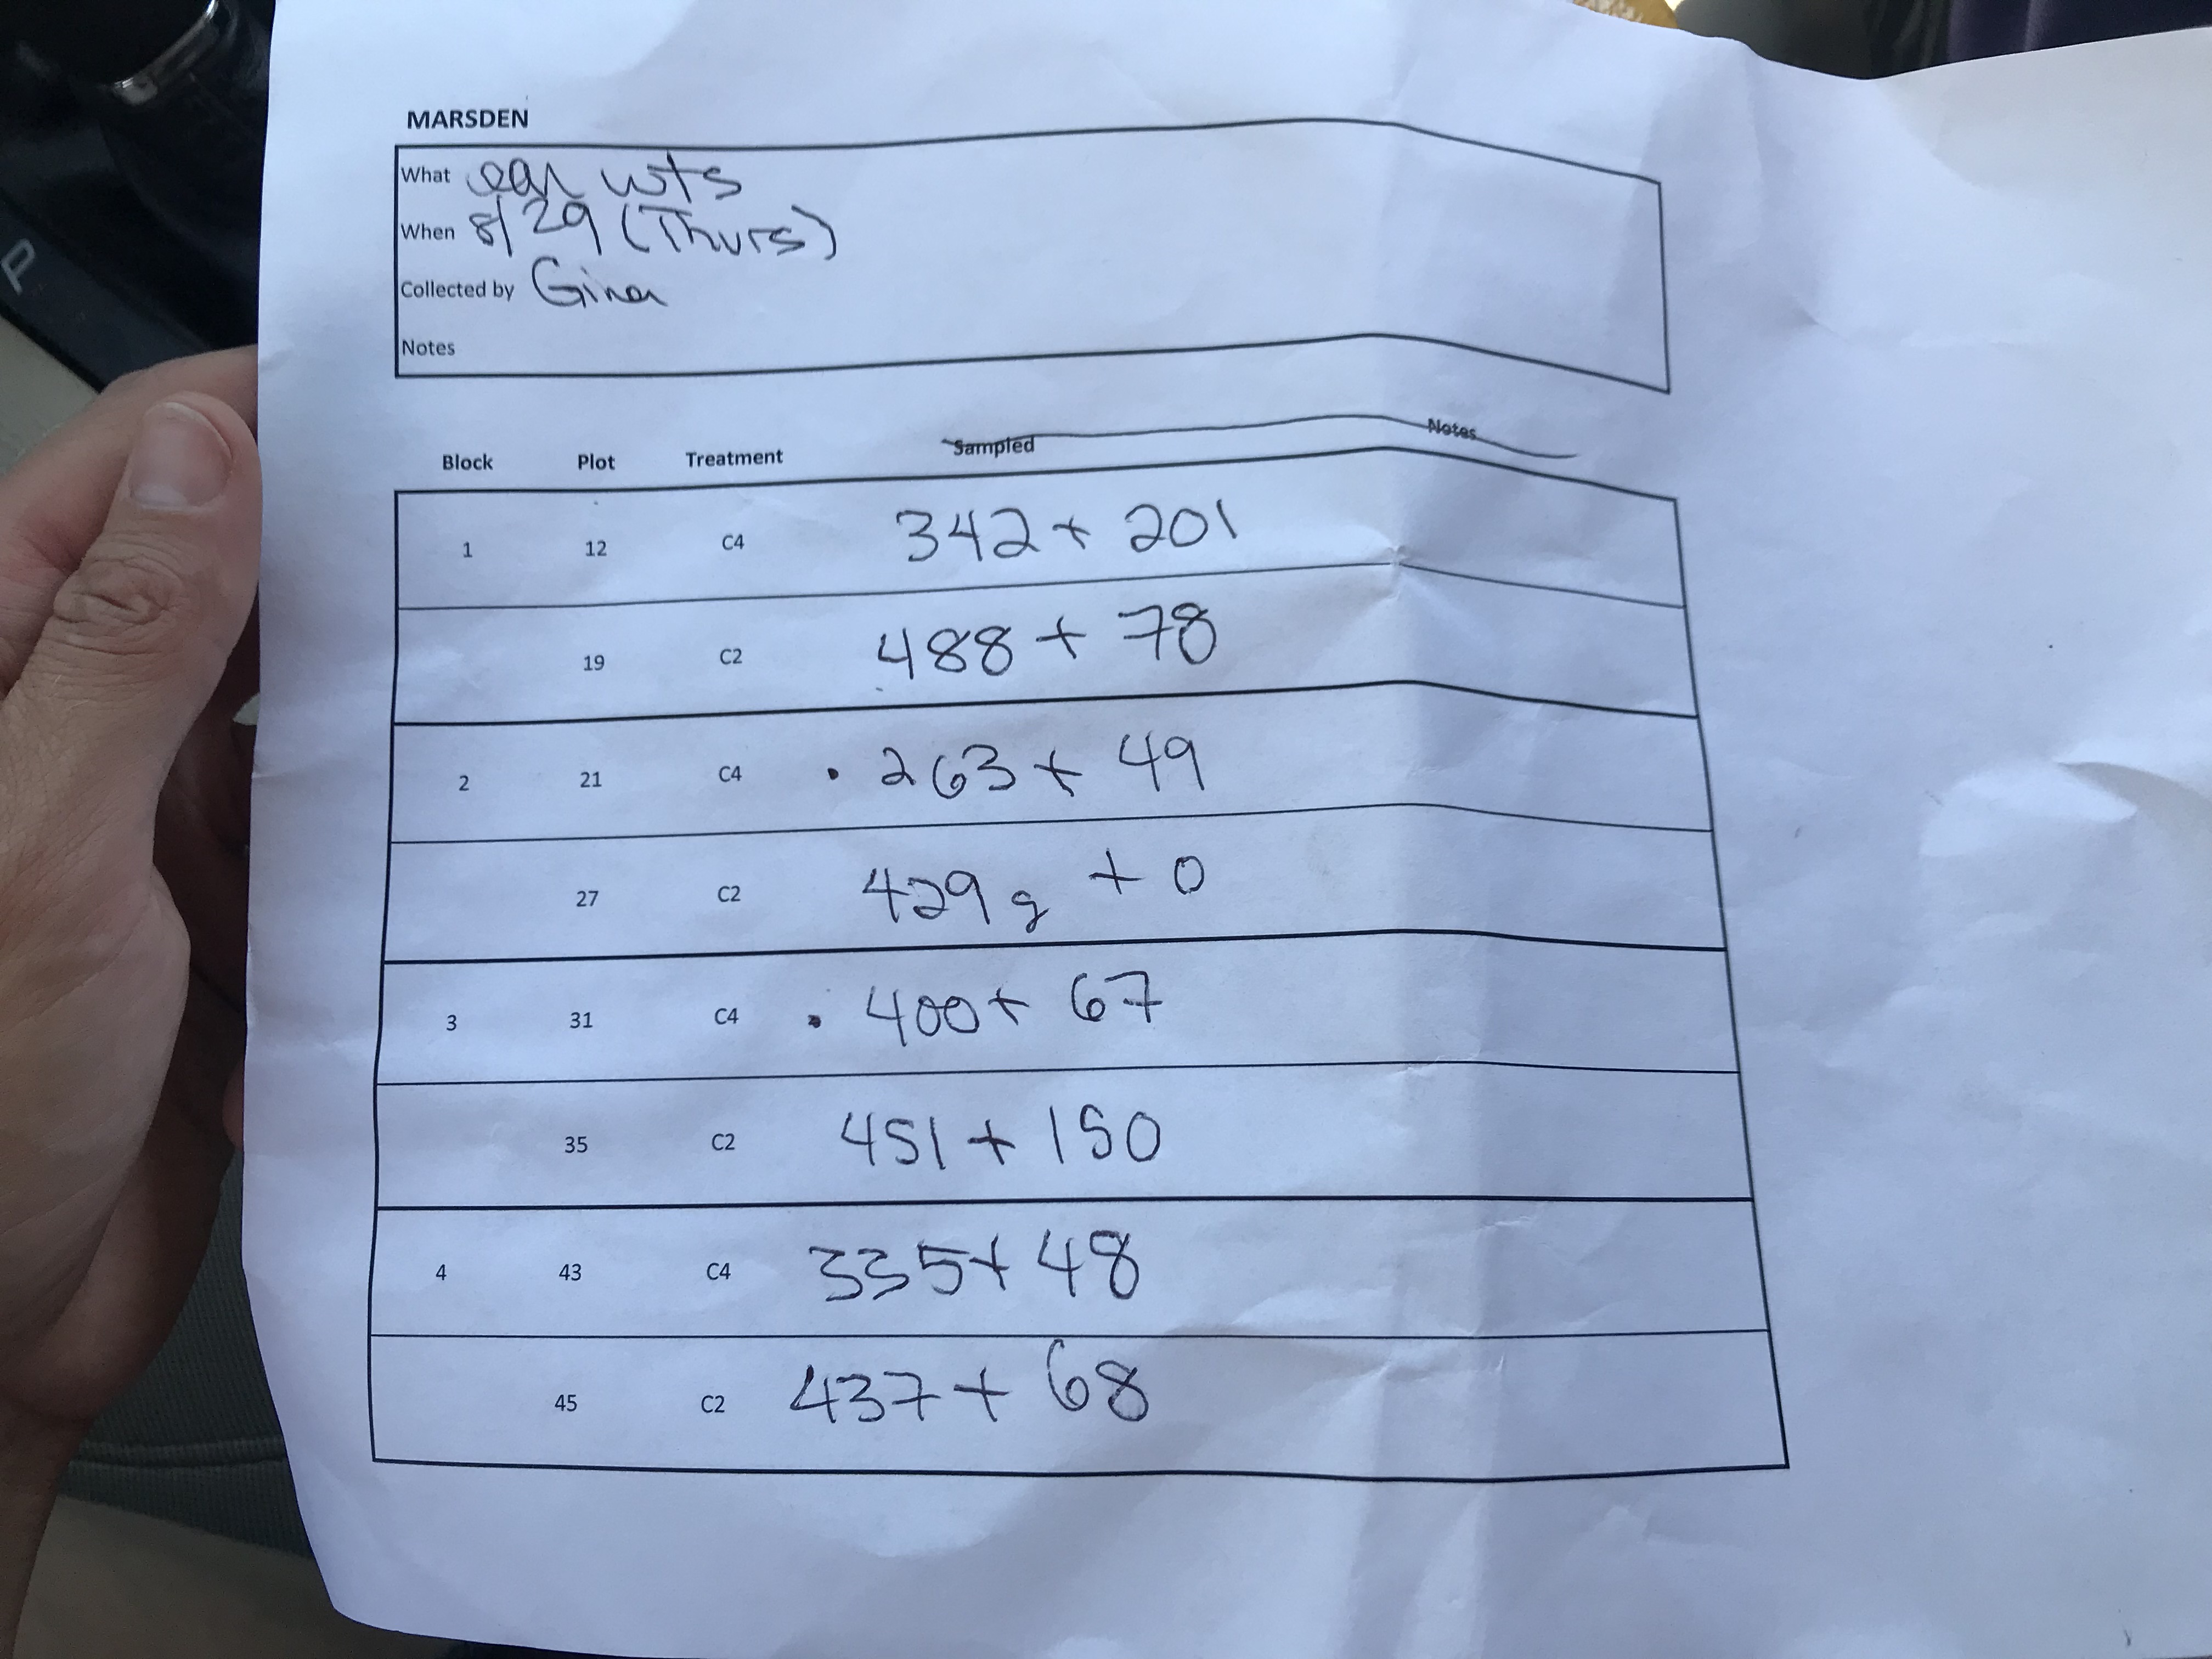 MARSDEN
What ear wts
When 8/29 (Thurs)
Collected by Gina
Notes
Block Plot Treatment Sampled Notes
1 12 C4 342 + 201
19 C2 488 + 78
2 21 C4 • 263 + 49
27 C2 429 g + 0
3 31 C4 • 400 + 67
35 C2 451 + 150
4 43 C4 335 + 48
45 C2 437 + 68
P